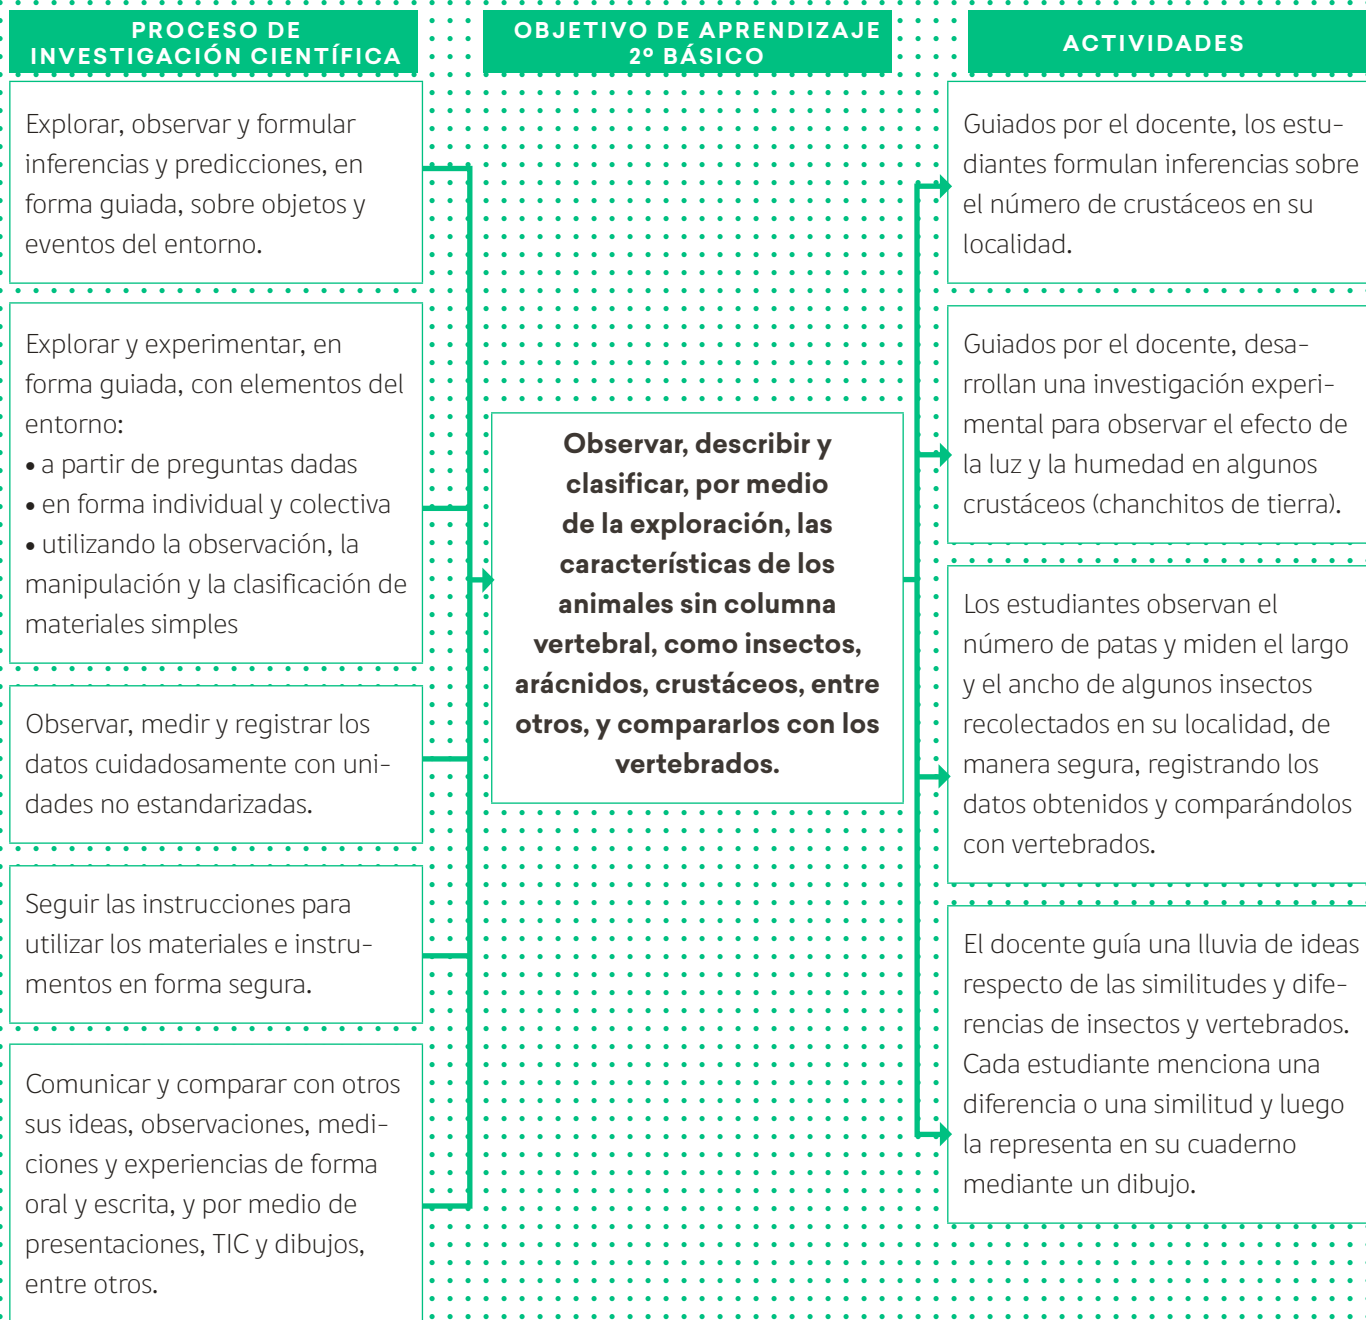 PROCESO DE
INVESTIGACIÓN CIENTÍFICA
Explorar, observar y formular
inferencias y predicciones, en
forma guiada, sobre objetos y
eventos del entorno.
Explorar y experimentar, en
forma guiada, con elementos del
entorno:
• a partir de preguntas dadas
• en forma individual y colectiva
• utilizando la observación, la
manipulación y la clasificación de
materiales simples
Observar, medir y registrar los
datos cuidadosamente con uni-
dades no estandarizadas.
Seguir las instrucciones para
utilizar los materiales e instru-
mentos en forma segura.
Comunicar y comparar con otros
sus ideas, observaciones, medi-
ciones y experiencias de forma
oral y escrita, y por medio de
presentaciones, TIC y dibujos,
entre otros.
OBJETIVO DE APRENDIZAJE
2º BÁSICO
Observar, describir y
clasificar, por medio
de la exploración, las
características de los
animales sin columna
vertebral, como insectos,
arácnidos, crustáceos, entre
otros, y compararlos con los
vertebrados.
ACTIVIDADES
Guiados por el docente, los estu-
diantes formulan inferencias sobre
el número de crustáceos en su
localidad.
Guiados por el docente, desa-
rrollan una investigación experi-
mental para observar el efecto de
la luz y la humedad en algunos
crustáceos (chanchitos de tierra).
Los estudiantes observan el
número de patas y miden el largo
y el ancho de algunos insectos
recolectados en su localidad, de
manera segura, registrando los
datos obtenidos y comparándolos
con vertebrados.
El docente guía una lluvia de ideas
respecto de las similitudes y dife-
rencias de insectos y vertebrados.
Cada estudiante menciona una
diferencia o una similitud y luego
la representa en su cuaderno
mediante un dibujo.